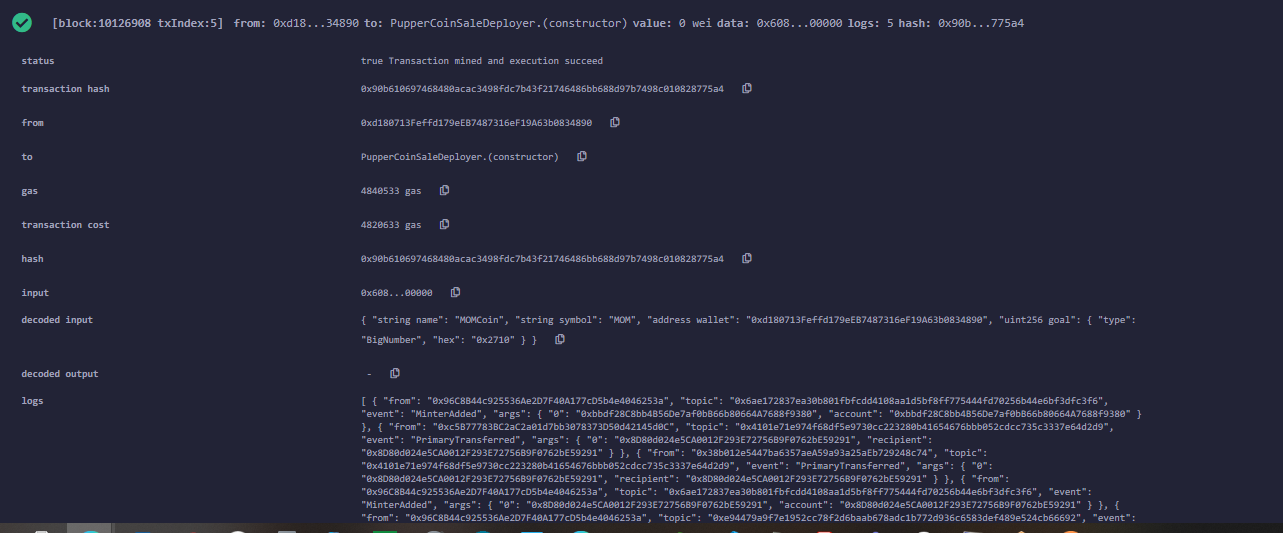 [block:10126908 txIndex:5] from: 0xd18...34890 to: PupperCoinSaleDeployer.(constructor) value: 0 wei data: 0x608...00000 logs: 5 hash: 0x90b...775a4
status true Transaction mined and execution succeed
transaction hash 0x90b610697468480acac3498fdc7b43f21746486bb688d97b7498c010828775a4
from 0xd180713Feffd179eEB7487316eF19A63b0834890
to PupperCoinSaleDeployer.(constructor)
gas 4840533 gas
transaction cost 4820633 gas
hash 0x90b610697468480acac3498fdc7b43f21746486bb688d97b7498c010828775a4
input 0x608...00000
decoded input { "string name": "MOMCoin", "string symbol": "MOM", "address wallet": "0xd180713Feffd179eEB7487316eF19A63b0834890", "uint256 goal": { "type":
"BigNumber", "hex": "0x2710" } }
decoded output -
logs [ { "from": "0x96C8B44c925536Ae2D7F40A177cD5b4e4046253a", "topic": "0x6ae172837ea30b801fbfcdd4108aa1d5bf8ff775444fd70256b44e6bf3dfc3f6",
"event": "MinterAdded", "args": { "0": "0xbbdf28C8bb4B56De7af0bB66b80664A7688f9380", "account": "0xbbdf28C8bb4B56De7af0bB66b80664A7688f9380" }
}, { "from": "0xc5B77783BC2aC2a01d7bb3078373D50d42145d0C", "topic": "0x4101e71e974f68df5e9730cc223280b41654676bbb052cdcc735c3337e64d2d9",
"event": "PrimaryTransferred", "args": { "0": "0x8D80d024e5CA0012F293E72756B9F0762bE59291", "recipient":
"0x8D80d024e5CA0012F293E72756B9F0762bE59291" } }, { "from": "0x38b012e5447ba6357aeA59a93a25aEb729248c74", "topic":
"0x4101e71e974f68df5e9730cc223280b41654676bbb052cdcc735c3337e64d2d9", "event": "PrimaryTransferred", "args": { "0":
"0x8D80d024e5CA0012F293E72756B9F0762bE59291", "recipient": "0x8D80d024e5CA0012F293E72756B9F0762bE59291" } }, { "from":
"0x96C8B44c925536Ae2D7F40A177cD5b4e4046253a", "topic": "0x6ae172837ea30b801fbfcdd4108aa1d5bf8ff775444fd70256b44e6bf3dfc3f6", "event":
"MinterAdded", "args": { "0": "0x8D80d024e5CA0012F293E72756B9F0762bE59291", "account": "0x8D80d024e5CA0012F293E72756B9F0762bE59291" } }, {
"from": "0x96C8B44c925536Ae2D7F40A177cD5b4e4046253a", "topic": "0xe94479a9f7e1952cc78f2d6baab678adc1b772d936c6583def489e524cb66692", "event":